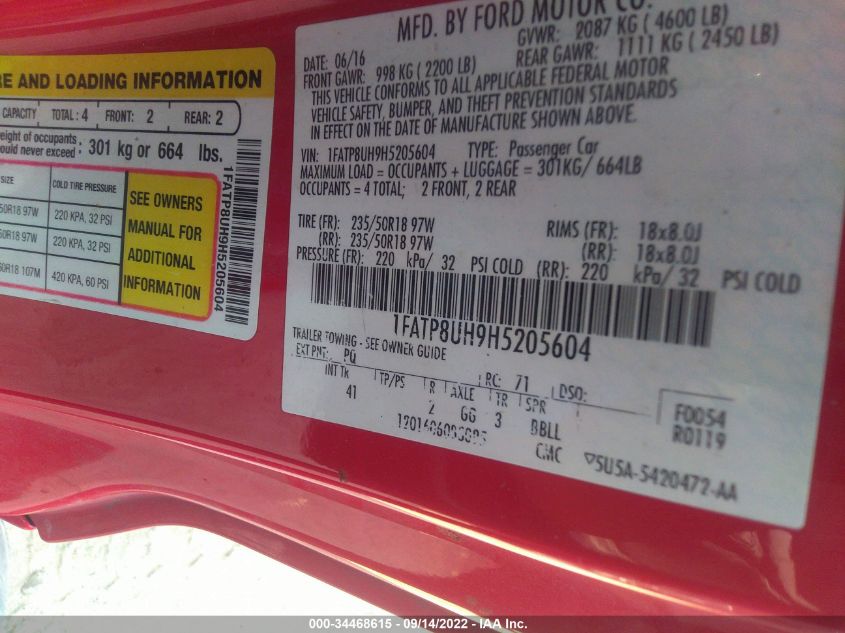 RE AND LOADING INFORMATION
CAPACITY TOTAL: 4 FRONT: 2 REAR: 2
weight of occupants
ould never exceed: 301 kg or 664 lbs.
SIZE COLD TIRE PRESSURE
50R18 97W 220 KPA, 32 PSI
50R18 97W 220 KPA, 32 PSI
60R18 107M 420 KPA, 60 PSI
SEE OWNERS
MANUAL FOR
ADDITIONAL
INFORMATION
1FATP8UH9H5205604
MFD. BY FORD MOTOR CO.
DATE: 06/16 GVWR: 2087 KG ( 4600 LB)
FRONT GAWR: 998 KG ( 2200 LB) REAR GAWR: 1111 KG ( 2450 LB)
THIS VEHICLE CONFORMS TO ALL APPLICABLE FEDERAL MOTOR
VEHICLE SAFETY, BUMPER, AND THEFT PREVENTION STANDARDS
IN EFFECT ON THE DATE OF MANUFACTURE SHOWN ABOVE.
VIN: 1FATP8UH9H5205604 TYPE: Passenger Car
MAXIMUM LOAD = OCCUPANTS + LUGGAGE = 301KG/ 664LB
OCCUPANTS = 4 TOTAL; 2 FRONT, 2 REAR
TIRE (FR): 235/50R18 97W RIMS (FR): 18x8.0J
(RR): 235/50R18 97W (RR): 18x8.0J
PRESSURE (FR): 220 kPa/ 32 PSI COLD (RR): 220 kPa/ 32 PSI COLD
1FATP8UH9H5205604
TRAILER TOWING - SEE OWNER GUIDE
EXT PNT: PQ RC: 71 DSO:
INT TR TP/PS R AXLE TR SPR F0054
41 2 GG 3 BBLL R0119
CMC ▽5U5A-5420472-AA
000-34468615 - 09/14/2022 - IAA Inc.